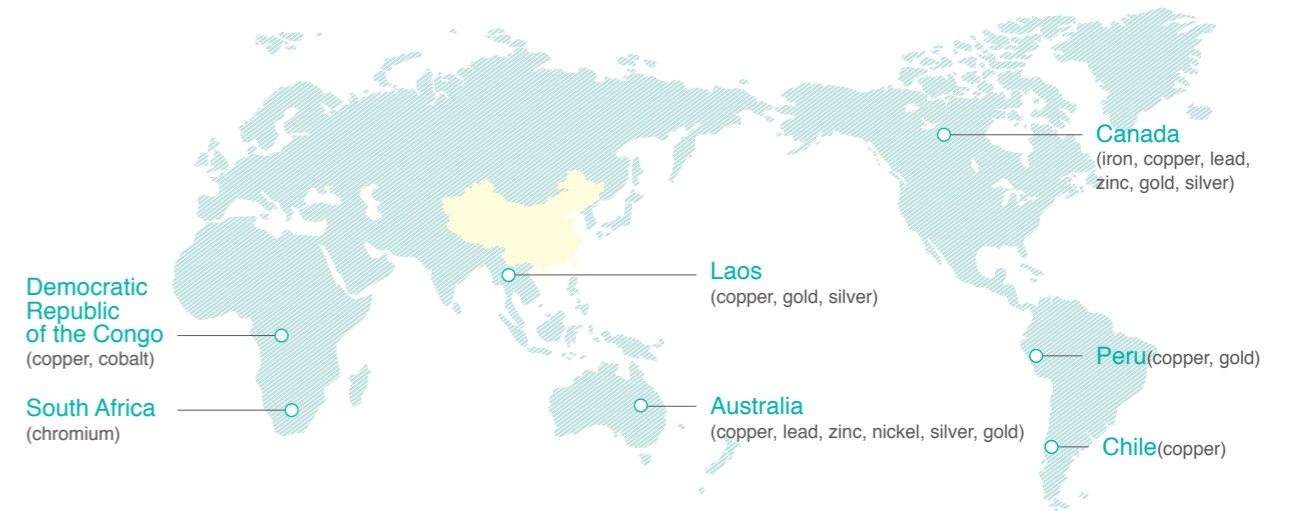 Canada
(iron, copper, lead,
zinc, gold, silver)
Laos
(copper, gold, silver)
Democratic
Republic
of the Congo
(copper, cobalt)
Peru(copper, gold)
South Africa
(chromium)
Australia
(copper, lead, zinc, nickel, silver, gold)
Chile(copper)